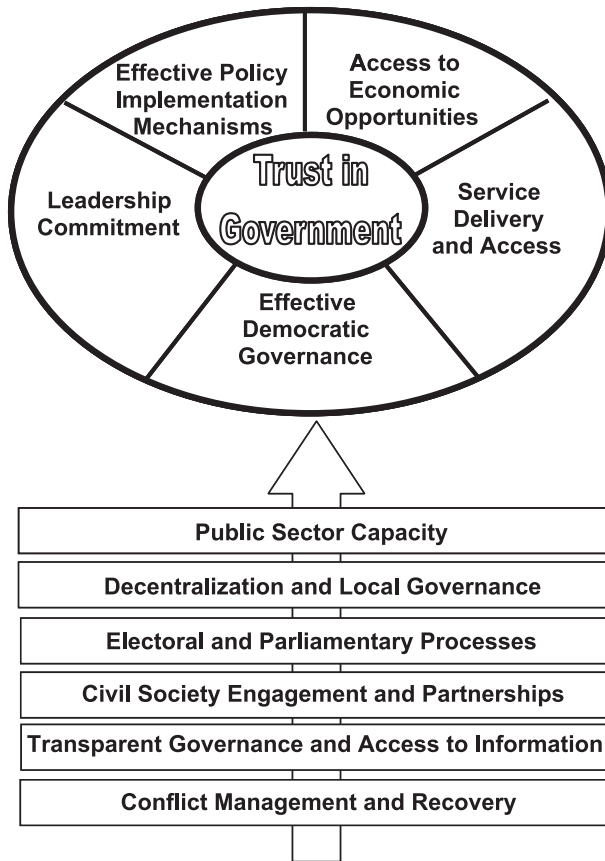 Effective Policy
Implementation
Mechanisms
Access to
Economic
Opportunities
Leadership
Commitment
Trust in
Government
Service
Delivery
and Access
Effective
Democratic
Governance
Public Sector Capacity
Decentralization and Local Governance
Electoral and Parliamentary Processes
Civil Society Engagement and Partnerships
Transparent Governance and Access to Information
Conflict Management and Recovery